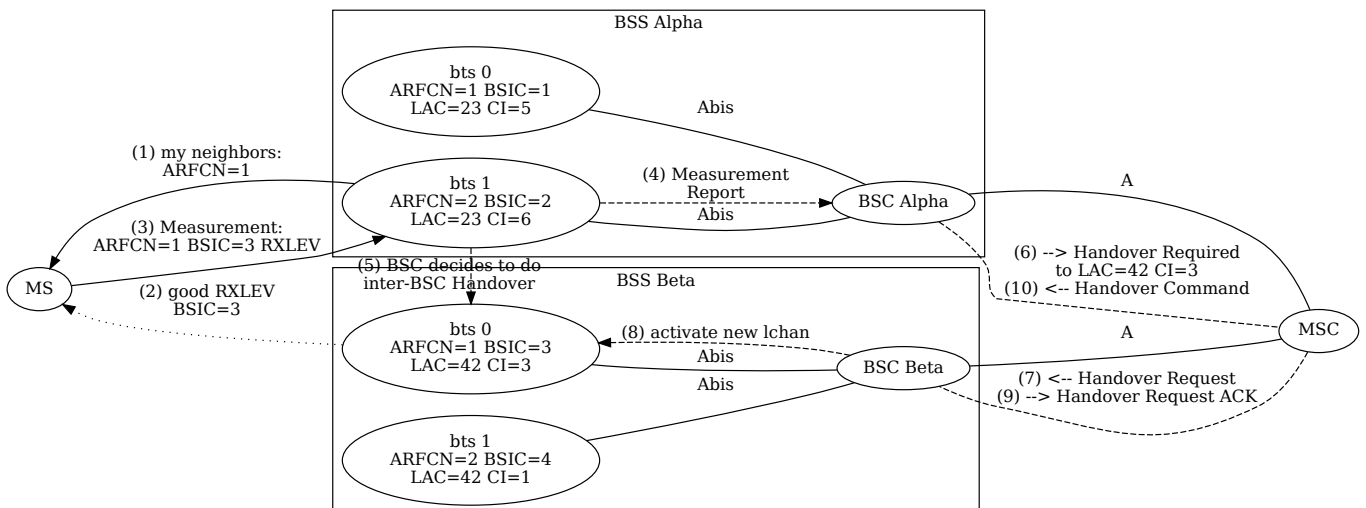 BSS Alpha
bts 0
ARFCN=1 BSIC=1
LAC=23 CI=5
Abis
(1) my neighbors:
ARFCN=1
bts 1
ARFCN=2 BSIC=2
LAC=23 CI=6
(4) Measurement
Report
Abis
BSC Alpha
A
(3) Measurement:
ARFCN=1 BSIC=3 RXLEV
MS
(2) good RXLEV
BSIC=3
(5) BSC decides to do
inter-BSC Handover
(6) --> Handover Required
to LAC=42 CI=3
(10) <-- Handover Command
MSC
BSS Beta
bts 0
ARFCN=1 BSIC=3
LAC=42 CI=3
(8) activate new lchan
Abis
Abis
BSC Beta
A
(7) <-- Handover Request
(9) --> Handover Request ACK
bts 1
ARFCN=2 BSIC=4
LAC=42 CI=1